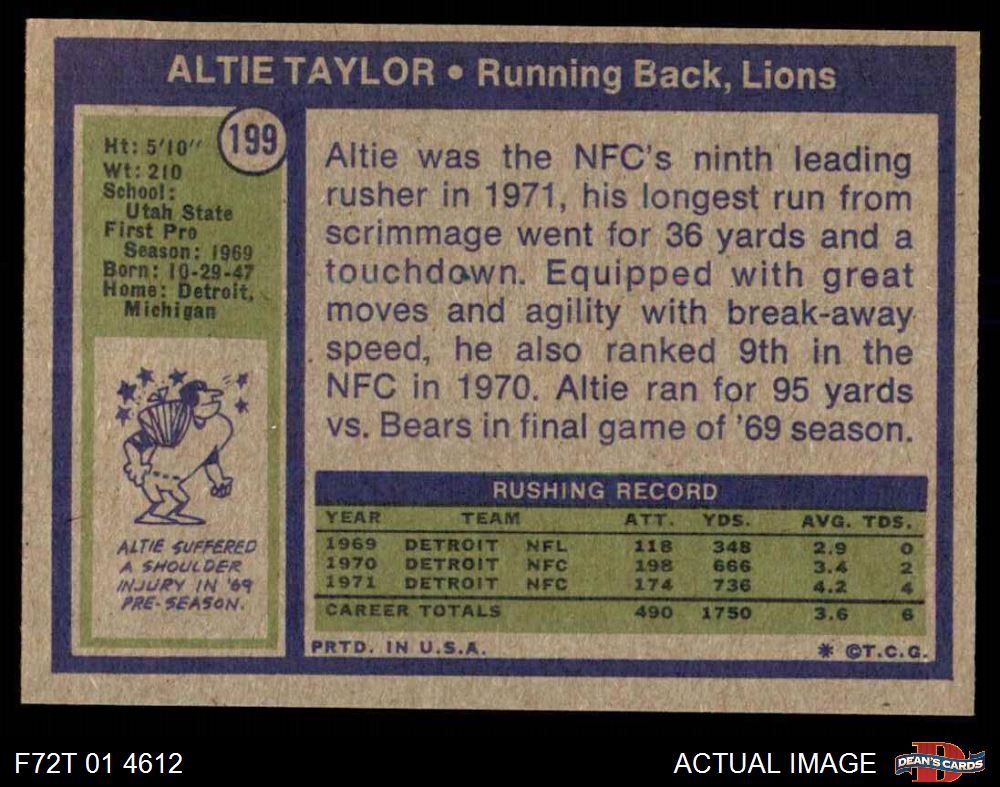 ALTIE TAYLOR • Running Back, Lions
199
Ht: 5'10"
Wt: 210
School:
Utah State
First Pro
Season: 1969
Born: 10-29-47
Home: Detroit,
Michigan
ALTIE SUFFERED
A SHOULDER
INJURY IN '69
PRE-SEASON.
Altie was the NFC's ninth leading
rusher in 1971, his longest run from
scrimmage went for 36 yards and a
touchdown. Equipped with great
moves and agility with break-away
speed, he also ranked 9th in the
NFC in 1970. Altie ran for 95 yards
vs. Bears in final game of '69 season.
RUSHING RECORD
YEAR TEAM ATT. YDS. AVG. TDS.
1969 DETROIT NFL 118 348 2.9 0
1970 DETROIT NFC 198 666 3.4 2
1971 DETROIT NFC 174 736 4.2 4
CAREER TOTALS 490 1750 3.6 6
PRTD. IN U.S.A. * ©T.C.G.
F72T 01 4612 ACTUAL IMAGE DEAN'S CARDS